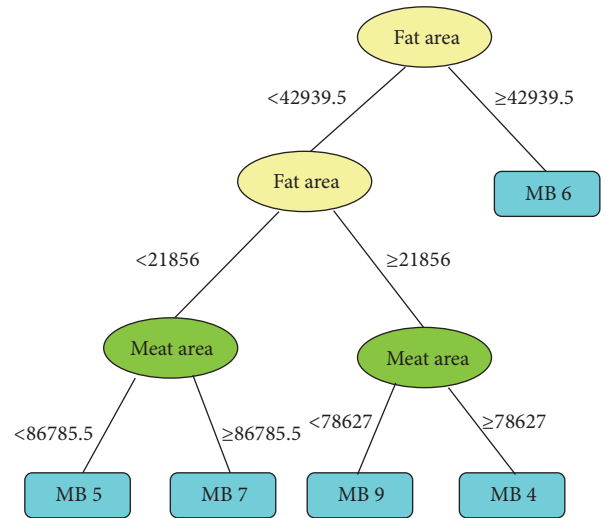 Fat area
<42939.5
≥42939.5
Fat area
MB 6
<21856
≥21856
Meat area
Meat area
<86785.5
≥86785.5
<78627
≥78627
MB 5
MB 7
MB 9
MB 4